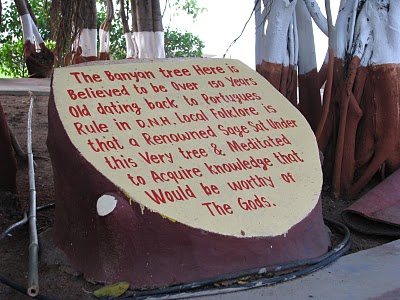 The Banyan tree Here is
Believed to be Over 150 Years
Old dating back to Portugues
Rule in D.N.H. Local Folklore is
that a Renowned Sage Sat Under
this Very tree & Meditated
to Acquire knowledge that
Would be worthy of
The Gods.